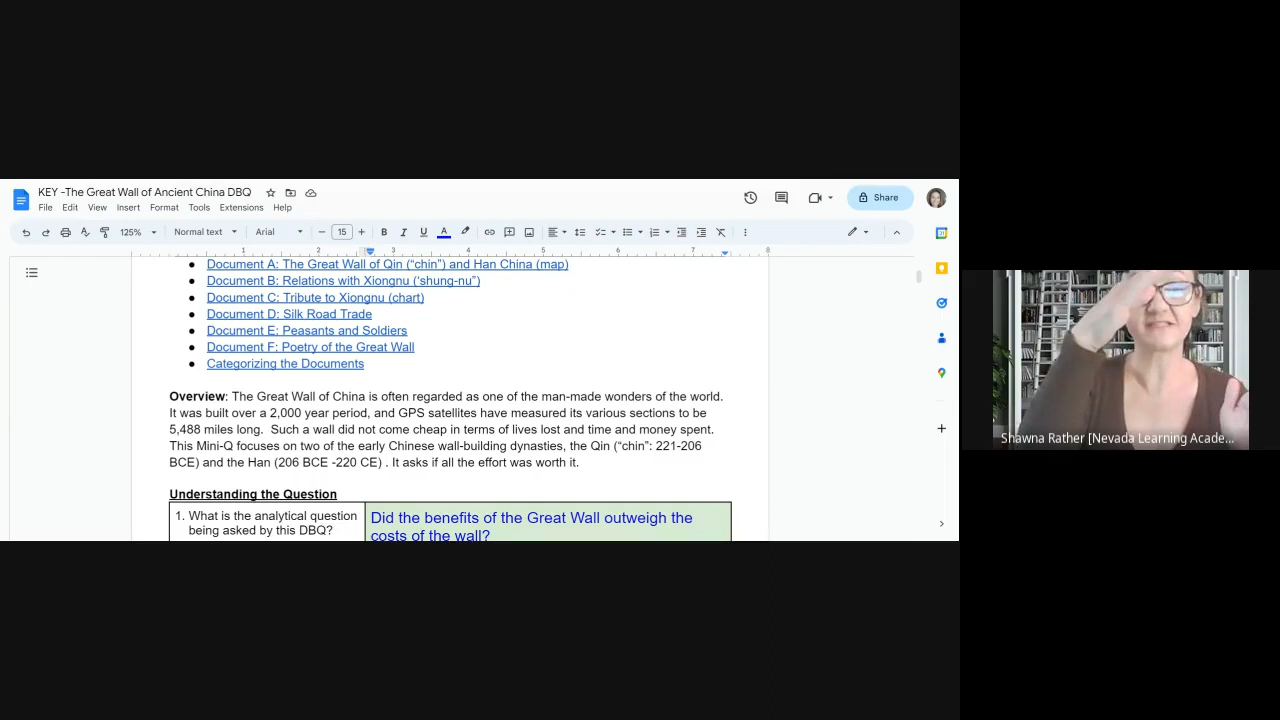 KEY -The Great Wall of Ancient China DBQ
File Edit View Insert Format Tools Extensions Help
Share
125% Normal text Arial − 15 + B I U A
1 2 3 4 5 6 7 8
● Document A: The Great Wall of Qin (“chin”) and Han China (map)
● Document B: Relations with Xiongnu (‘shung-nu”)
● Document C: Tribute to Xiongnu (chart)
● Document D: Silk Road Trade
● Document E: Peasants and Soldiers
● Document F: Poetry of the Great Wall
● Categorizing the Documents
Overview: The Great Wall of China is often regarded as one of the man-made wonders of the world.
It was built over a 2,000 year period, and GPS satellites have measured its various sections to be
5,488 miles long.  Such a wall did not come cheap in terms of lives lost and time and money spent.
This Mini-Q focuses on two of the early Chinese wall-building dynasties, the Qin (“chin”: 221-206
BCE) and the Han (206 BCE -220 CE) . It asks if all the effort was worth it.
Understanding the Question
1. What is the analytical question
being asked by this DBQ?
Did the benefits of the Great Wall outweigh the
costs of the wall?
Shawna Rather [Nevada Learning Acade...